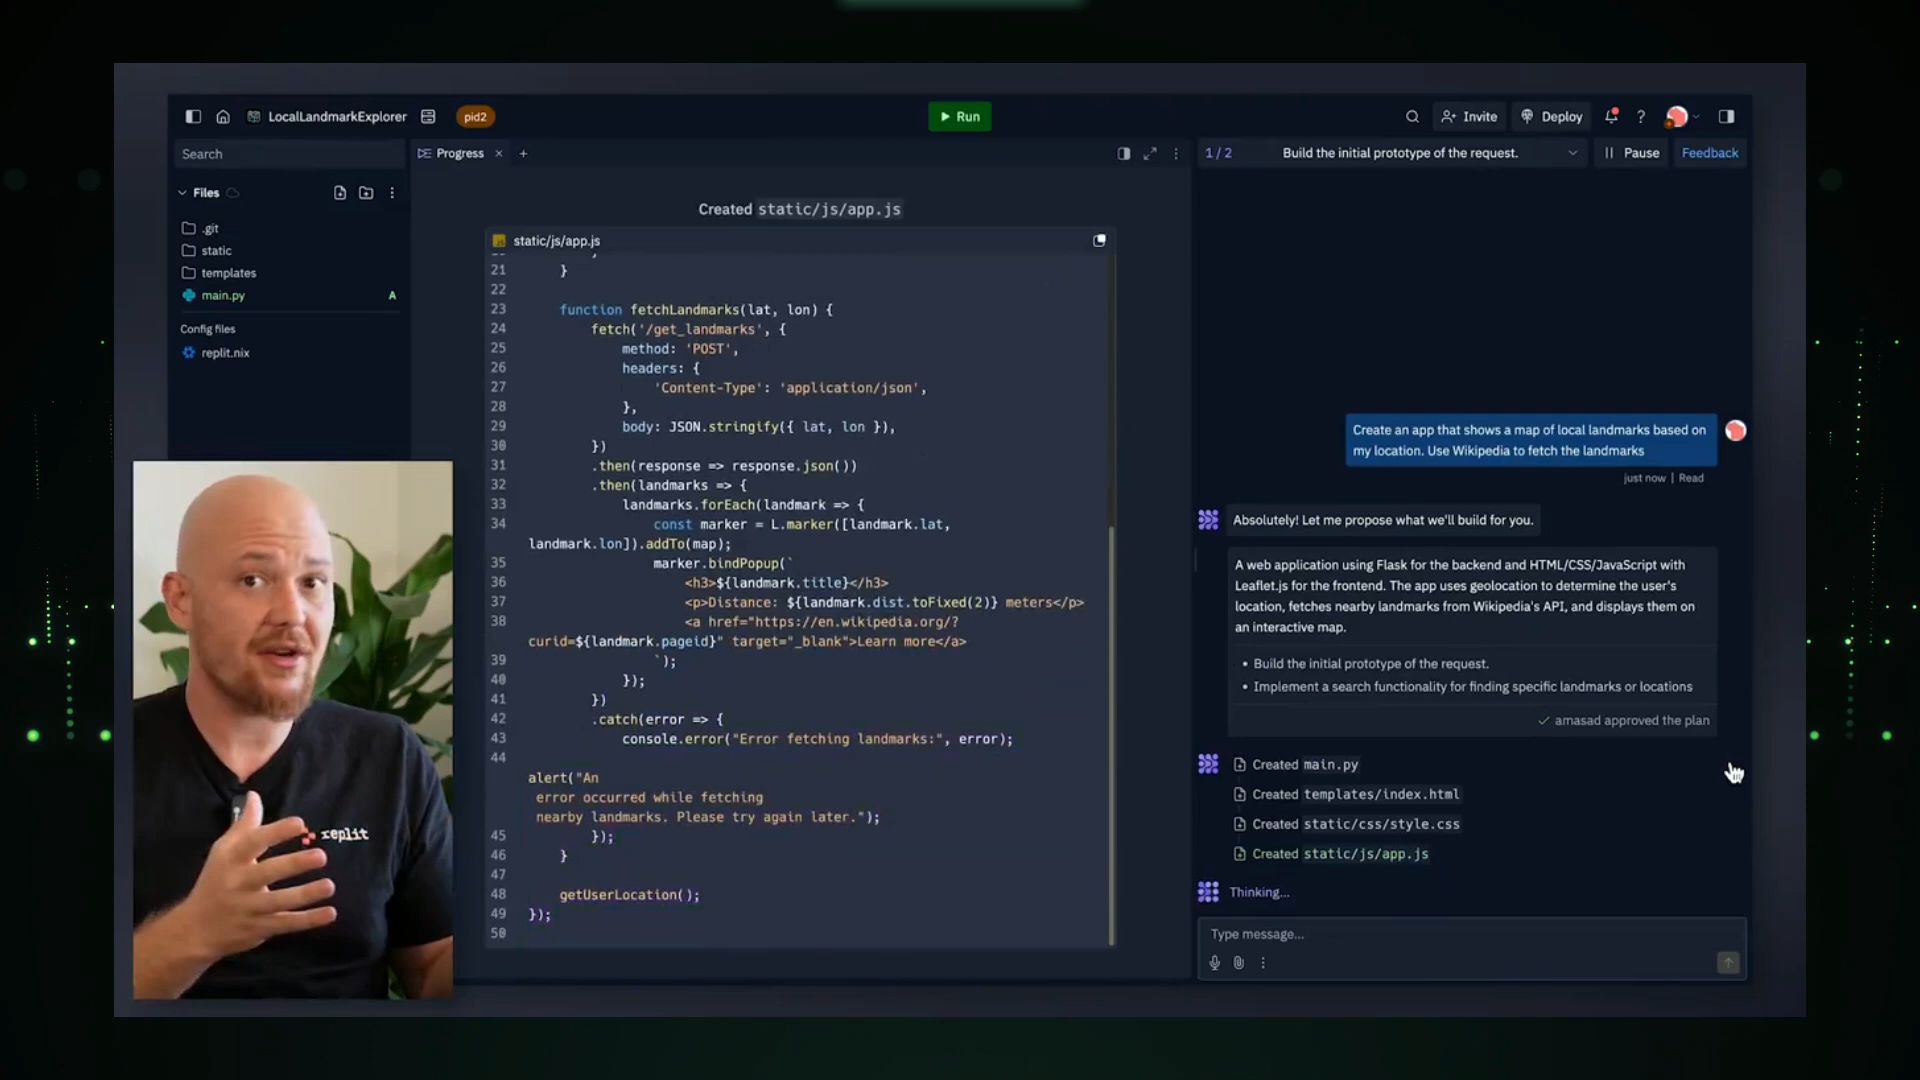 LocalLandmarkExplorer
pid2
Run
Invite
Deploy
?
Search
Progress
1 / 2
Build the initial prototype of the request.
Pause
Feedback
Files
.git
static
templates
main.py A
Config files
replit.nix
Created static/js/app.js
static/js/app.js
21 }
22
23 function fetchLandmarks(lat, lon) {
24 fetch('/get_landmarks', {
25 method: 'POST',
26 headers: {
27 'Content-Type': 'application/json',
28 },
29 body: JSON.stringify({ lat, lon }),
30 })
31 .then(response => response.json())
32 .then(landmarks => {
33 landmarks.forEach(landmark => {
34 const marker = L.marker([landmark.lat,
landmark.lon]).addTo(map);
35 marker.bindPopup(`
36 <h3>${landmark.title}</h3>
37 <p>Distance: ${landmark.dist.toFixed(2)} meters</p>
38 <a href="https://en.wikipedia.org/?
curid=${landmark.pageid}" target="_blank">Learn more</a>
39 `);
40 });
41 })
42 .catch(error => {
43 console.error("Error fetching landmarks:", error);
44
alert("An
error occurred while fetching
nearby landmarks. Please try again later.");
45 });
46 }
47
48 getUserLocation();
49 });
50
replit
Create an app that shows a map of local landmarks based on
my location. Use Wikipedia to fetch the landmarks
just now | Read
Absolutely! Let me propose what we'll build for you.
A web application using Flask for the backend and HTML/CSS/JavaScript with
Leaflet.js for the frontend. The app uses geolocation to determine the user's
location, fetches nearby landmarks from Wikipedia's API, and displays them on
an interactive map.
• Build the initial prototype of the request.
• Implement a search functionality for finding specific landmarks or locations
amasad approved the plan
Created main.py
Created templates/index.html
Created static/css/style.css
Created static/js/app.js
Thinking...
Type message...